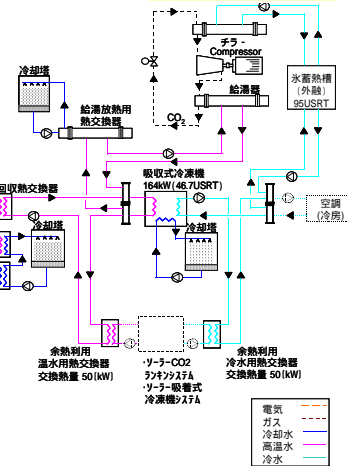 チラ-
Compressor
冷却塔
氷蓄熱槽
(外融)
95USRT
給湯器
CO2
給湯放熱用
熱交換器
吸収式冷凍機
164kW(46.7USRT)
回収熱交換器
空調
(冷房)
冷却塔
冷却塔
余熱利用
温水用熱交換器
交換熱量 50(kW)
・ソーラーCO2
ランキンシステム
・ソーラー吸着式
冷凍機システム
余熱利用
冷水用熱交換器
交換熱量 50(kW)
電気
ガス
冷却水
高温水
冷水